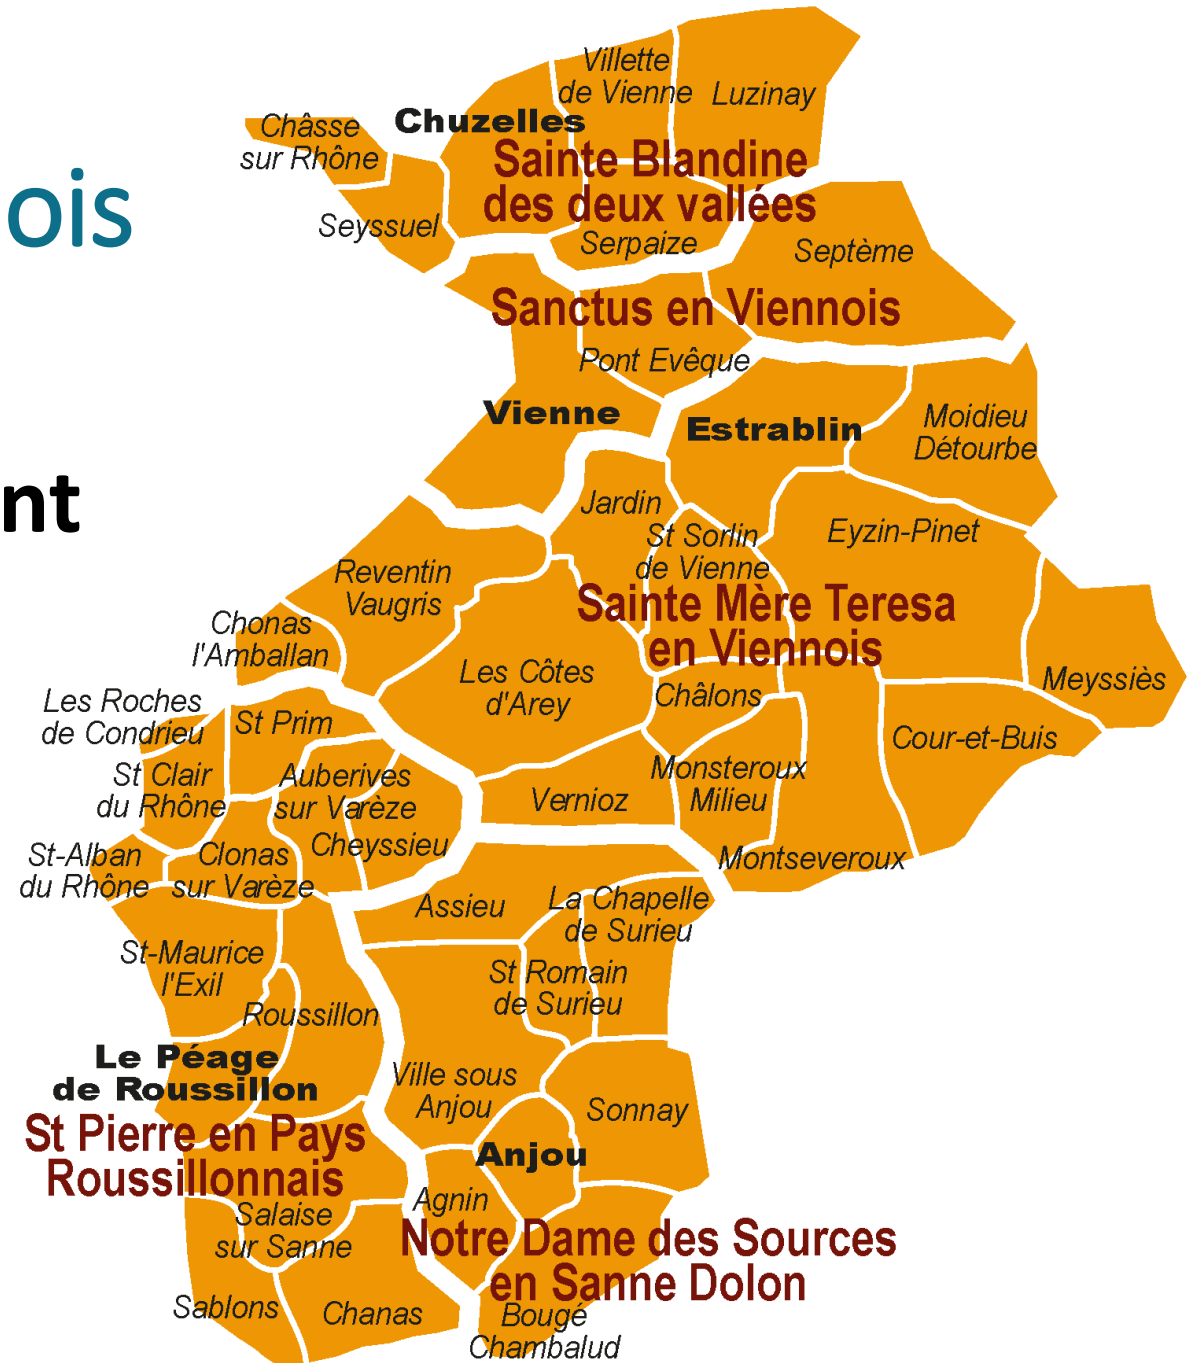 Villette
de Vienne
Luzinay
Châsse
sur Rhône
Chuzelles
Sainte Blandine
des deux vallées
ois
Seyssuel
Serpaize
Septème
Sanctus en Viennois
Pont Evêque
Vienne
Estrablin
Moidieu
Détourbe
nt
Jardin
St Sorlin
de Vienne
Eyzin-Pinet
Reventin
Vaugris
Sainte Mère Teresa
en Viennois
Chonas
l'Amballan
Les Côtes
d'Arey
Châlons
Meyssiès
Les Roches
de Condrieu
St Prim
Cour-et-Buis
St Clair
du Rhône
Auberives
sur Varèze
Vernioz
Monsteroux
Milieu
Cheyssieu
St-Alban
du Rhône
Clonas
sur Varèze
Montseveroux
Assieu
La Chapelle
de Surieu
St-Maurice
l'Exil
St Romain
de Surieu
Roussillon
Le Péage
de Roussillon
Ville sous
Anjou
Sonnay
St Pierre en Pays
Roussillonnais
Anjou
Agnin
Salaise
sur Sanne
Notre Dame des Sources
en Sanne Dolon
Sablons
Chanas
Bougé
Chambalud